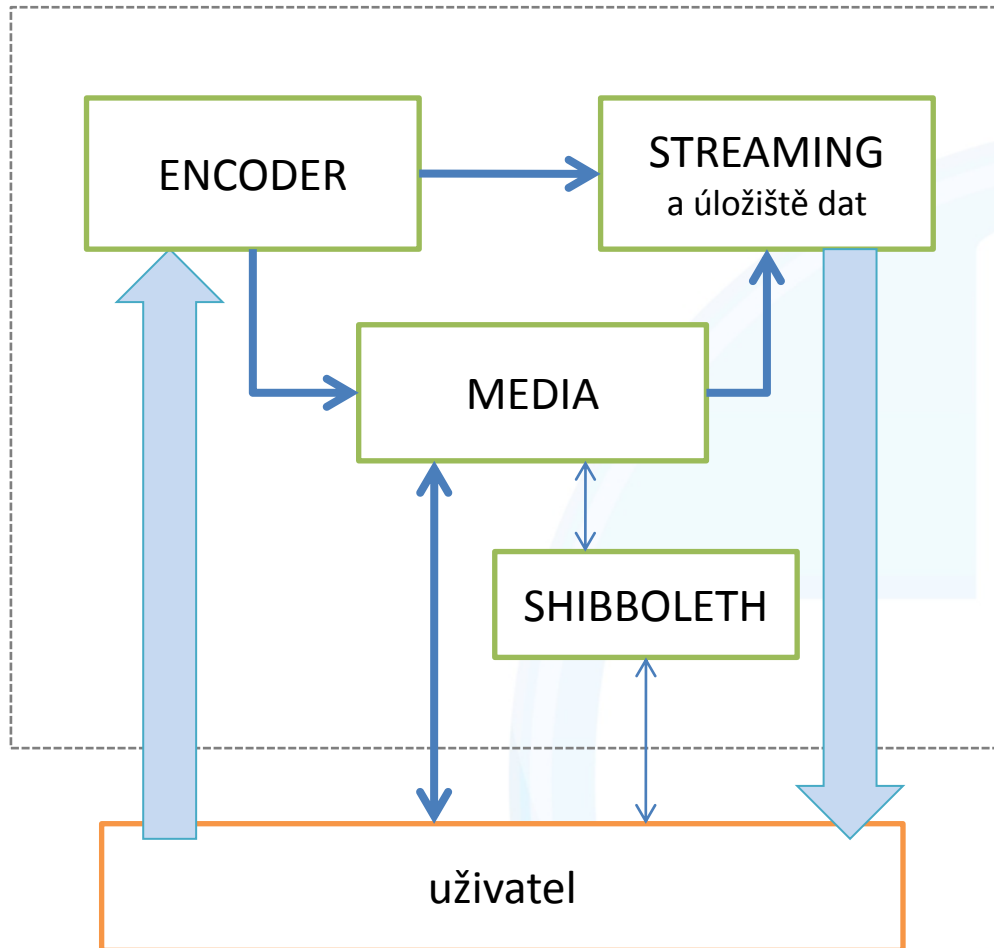 ENCODER
STREAMING
a úložiště dat
MEDIA
SHIBBOLETH
uživatel